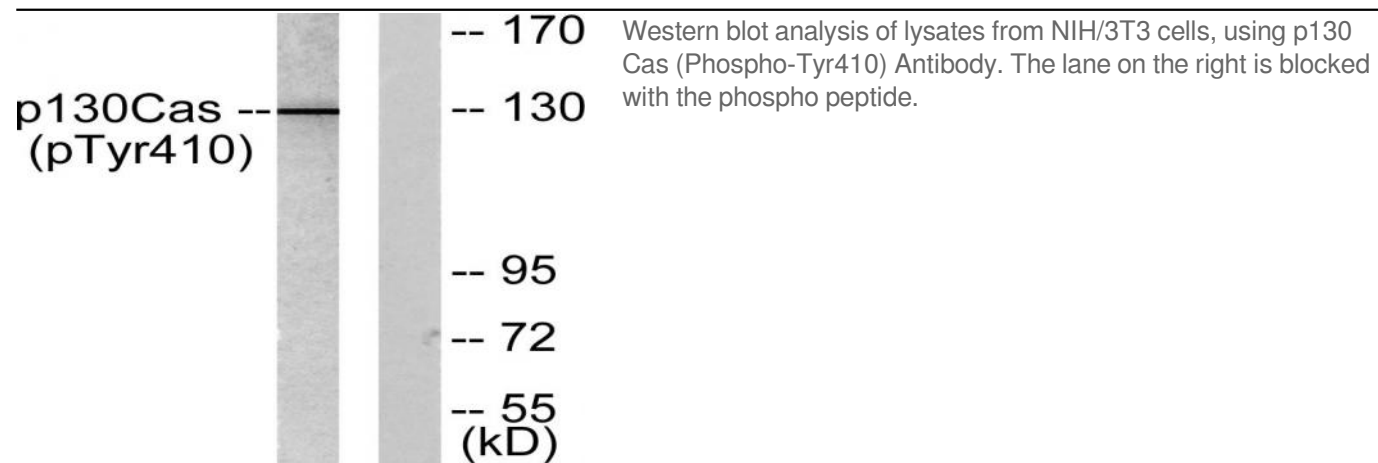 p130Cas --
(pTyr410)
-- 170
-- 130
-- 95
-- 72
-- 55
(kD)
Western blot analysis of lysates from NIH/3T3 cells, using p130
Cas (Phospho-Tyr410) Antibody. The lane on the right is blocked
with the phospho peptide.